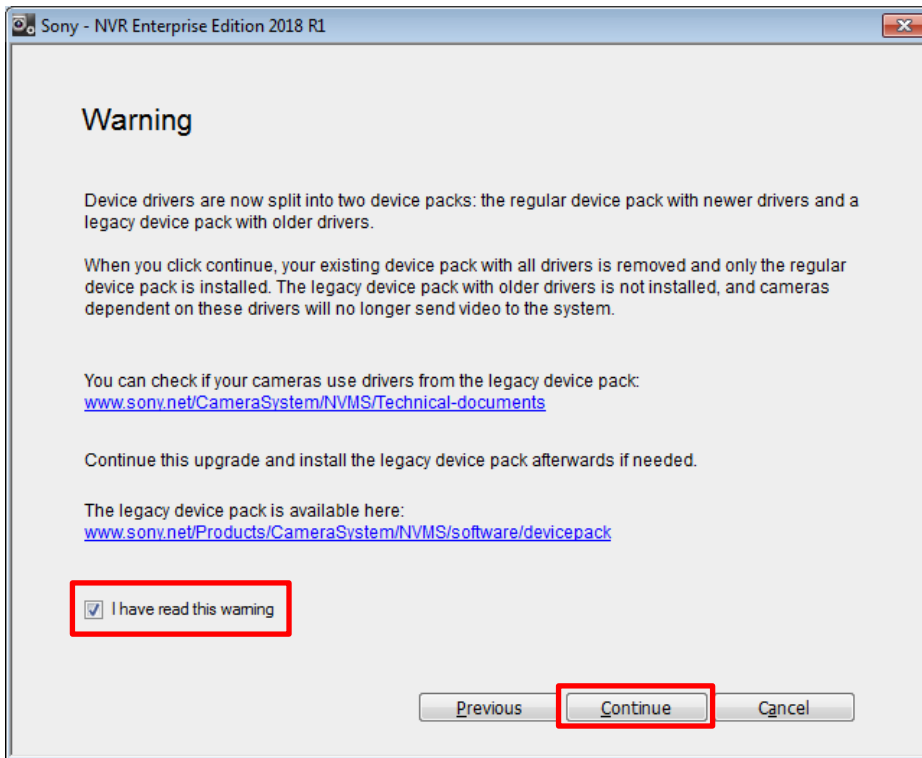 Sony - NVR Enterprise Edition 2018 R1
Warning
Device drivers are now split into two device packs: the regular device pack with newer drivers and a
legacy device pack with older drivers.
When you click continue, your existing device pack with all drivers is removed and only the regular
device pack is installed. The legacy device pack with older drivers is not installed, and cameras
dependent on these drivers will no longer send video to the system.
You can check if your cameras use drivers from the legacy device pack:
www.sony.net/CameraSystem/NVMS/Technical-documents
Continue this upgrade and install the legacy device pack afterwards if needed.
The legacy device pack is available here:
www.sony.net/Products/CameraSystem/NVMS/software/devicepack
I have read this warning
Previous Continue Cancel